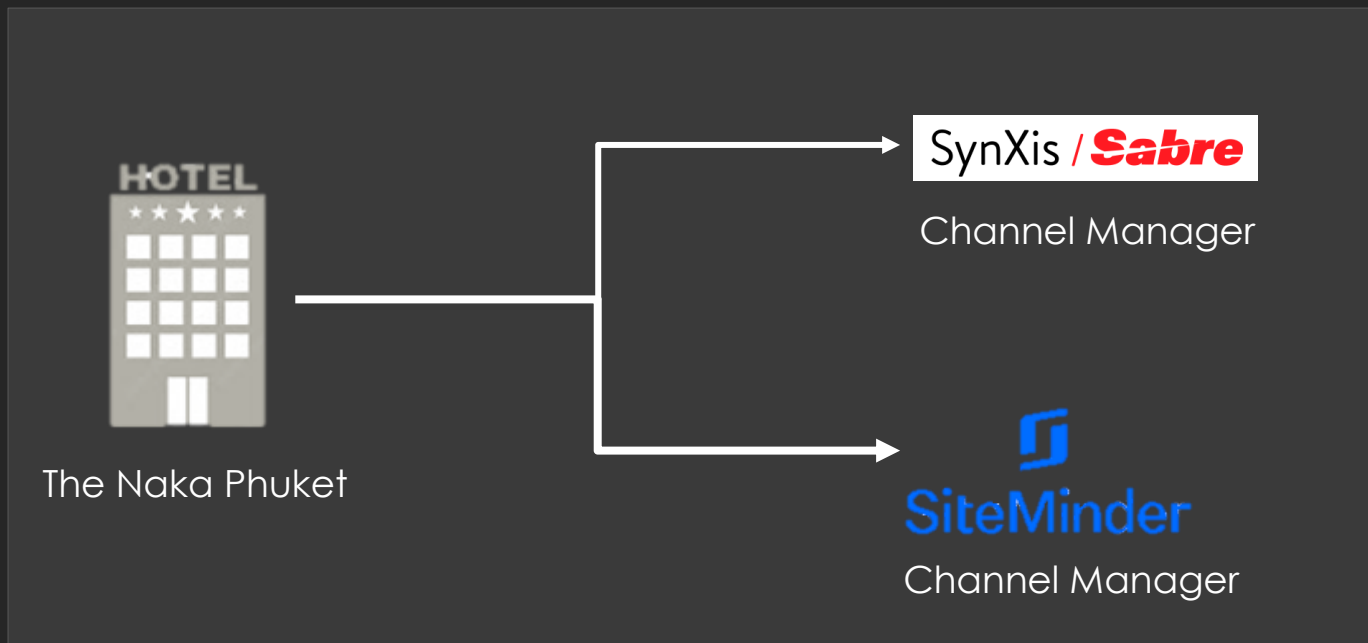 HOTEL
The Naka Phuket
SynXis / Sabre
Channel Manager
SiteMinder
Channel Manager